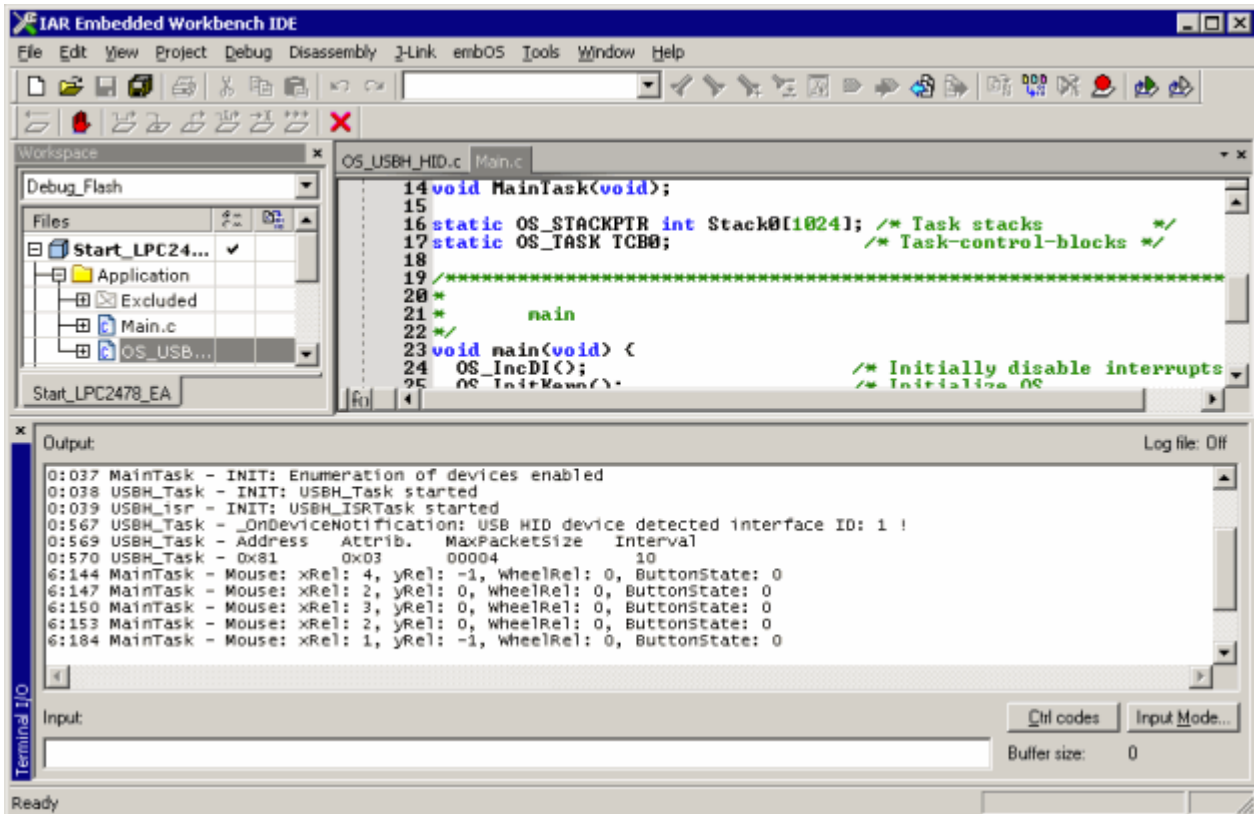 IAR Embedded Workbench IDE
File Edit View Project Debug Disassembly J-Link embOS Tools Window Help
Workspace
Debug_Flash
Files
Start_LPC24...
Application
Excluded
Main.c
OS_USB...
Start_LPC2478_EA
OS_USBH_HID.c Main.c
14 void MainTask(void);
15
16 static OS_STACKPTR int Stack0[1024]; /* Task stacks */
17 static OS_TASK TCB0; /* Task-control-blocks */
18
19 /*********************************************************************
20 *
21 * main
22 */
23 void main(void) {
24 OS_IncDI(); /* Initially disable interrupts
25 OS_InitKern(); /* Initialize OS
Output: Log file: Off
0:037 MainTask - INIT: Enumeration of devices enabled
0:038 USBH_Task - INIT: USBH_Task started
0:039 USBH_isr - INIT: USBH_ISRTask started
0:567 USBH_Task - _OnDeviceNotification: USB HID device detected interface ID: 1 !
0:569 USBH_Task - Address Attrib. MaxPacketSize Interval
0:570 USBH_Task - 0x81 0x03 00004 10
6:144 MainTask - Mouse: xRel: 4, yRel: -1, WheelRel: 0, ButtonState: 0
6:147 MainTask - Mouse: xRel: 2, yRel: 0, WheelRel: 0, ButtonState: 0
6:150 MainTask - Mouse: xRel: 3, yRel: 0, WheelRel: 0, ButtonState: 0
6:153 MainTask - Mouse: xRel: 2, yRel: 0, WheelRel: 0, ButtonState: 0
6:184 MainTask - Mouse: xRel: 1, yRel: -1, WheelRel: 0, ButtonState: 0
Terminal I/O
Input: Ctrl codes Input Mode...
Buffer size: 0
Ready